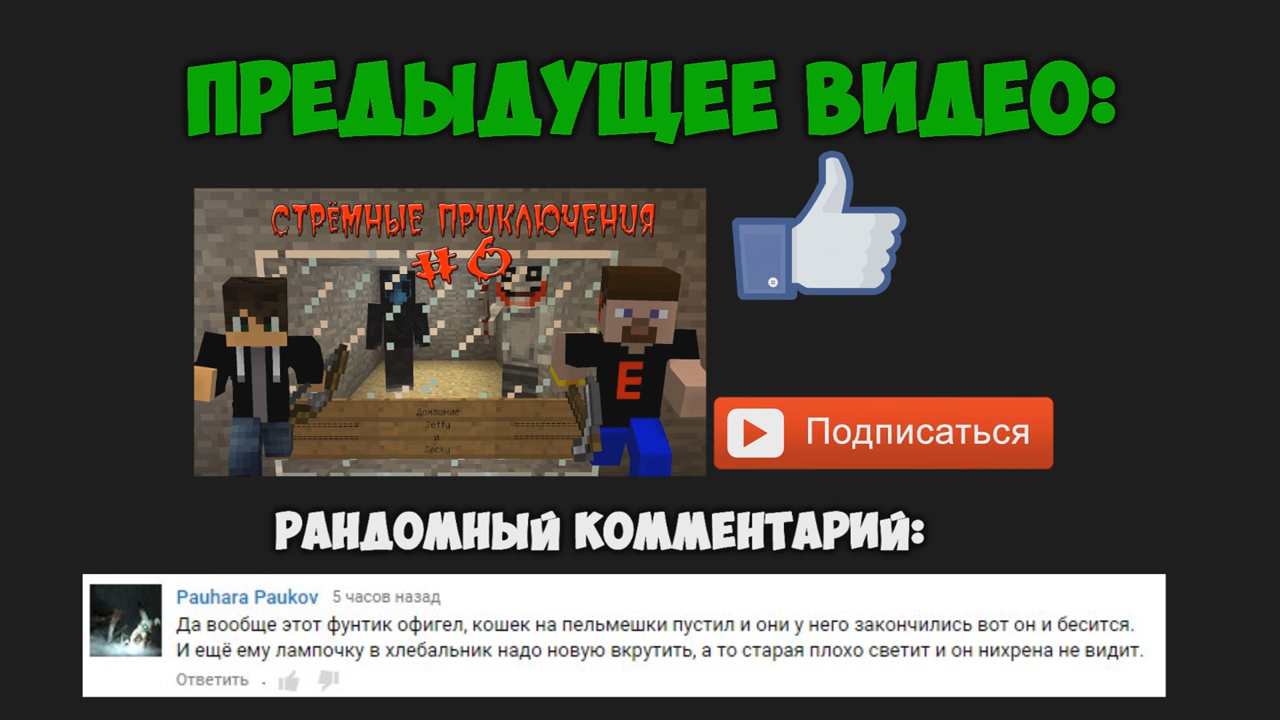 ПРЕДЫДУЩЕЕ ВИДЕО:
СТРЁМНЫЕ ПРИКЛЮЧЕНИЯ
#6
E
Домашние
Jeffy
и
Jacky
Подписаться
РАНДОМНЫЙ КОММЕНТАРИЙ:
Pauhara Paukov 5 часов назад
Да вообще этот фунтик офигел, кошек на пельмешки пустил и они у него закончились вот он и бесится.
И ещё ему лампочку в хлебальник надо новую вкрутить, а то старая плохо светит и он нихрена не видит.
Ответить .